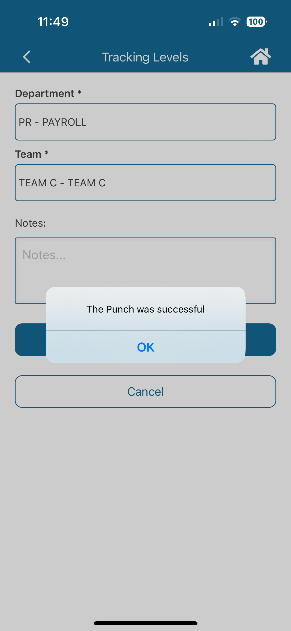 11:49
100
Tracking Levels
Department *
PR - PAYROLL
Team *
TEAM C - TEAM C
Notes:
Notes...
The Punch was successful
OK
Cancel